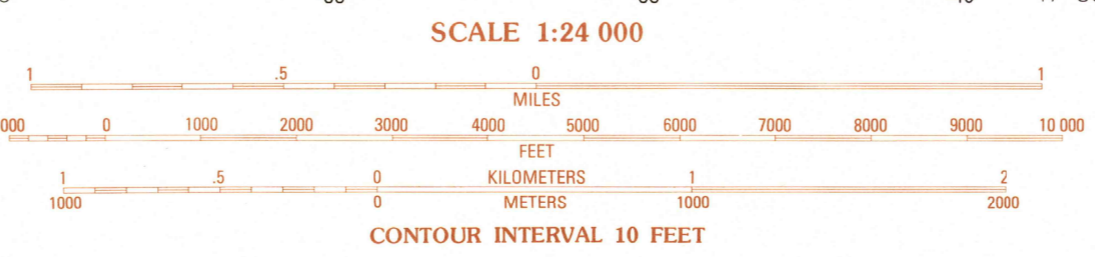 SCALE 1:24 000
1 .5 0 1
MILES
000 0 1000 2000 3000 4000 5000 6000 7000 8000 9000 10 000
FEET
1 .5 0 KILOMETERS 1 2
1000 0 METERS 1000 2000
CONTOUR INTERVAL 10 FEET